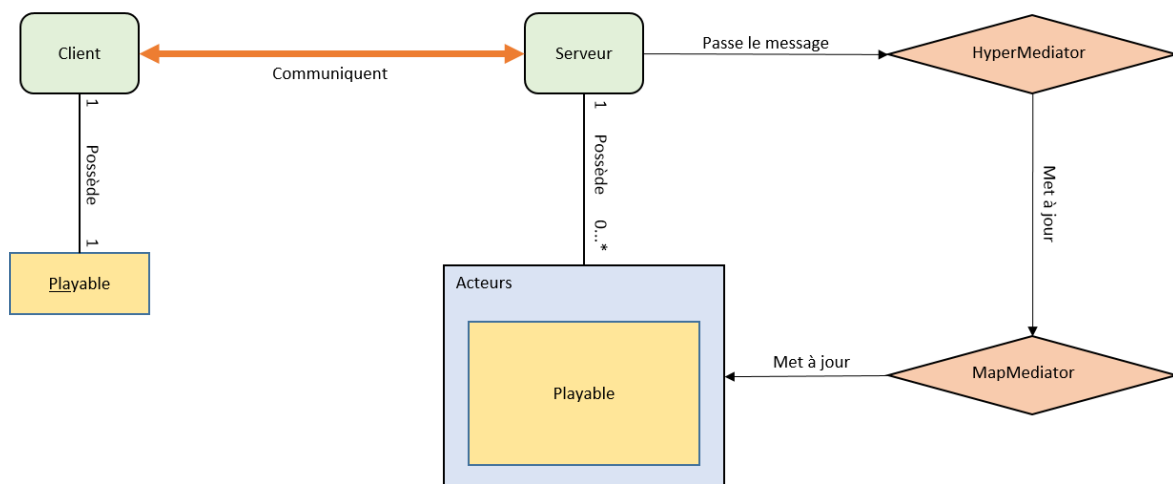 Client
Communiquent
Serveur
Passe le message
HyperMediator
1
Possède
1
1
Possède
0...*
Met à jour
Playable
Acteurs
Playable
Met à jour
MapMediator